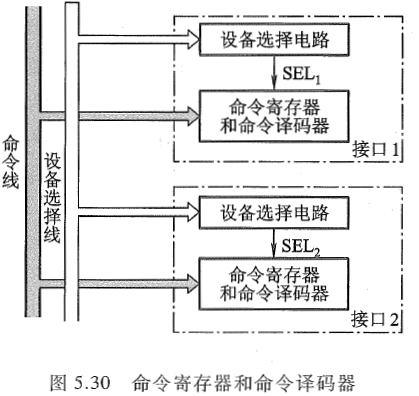 命令线
设备选择线
设备选择电路
SEL₁
命令寄存器
和命令译码器
接口1
设备选择电路
SEL₂
命令寄存器
和命令译码器
接口2
图 5.30 命令寄存器和命令译码器